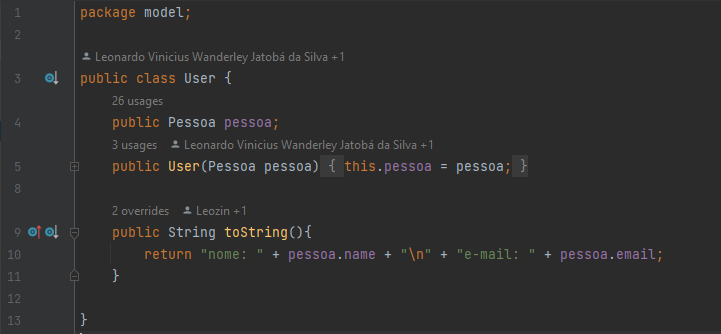 1 package model;
2
Leonardo Vinicius Wanderley Jatobá da Silva +1
3 public class User {
26 usages
4 public Pessoa pessoa;
3 usages Leonardo Vinicius Wanderley Jatobá da Silva +1
5 public User(Pessoa pessoa) { this.pessoa = pessoa; }
8
2 overrides Leozin +1
9 public String toString(){
10 return "nome: " + pessoa.name + "\n" + "e-mail: " + pessoa.email;
11 }
12
13 }